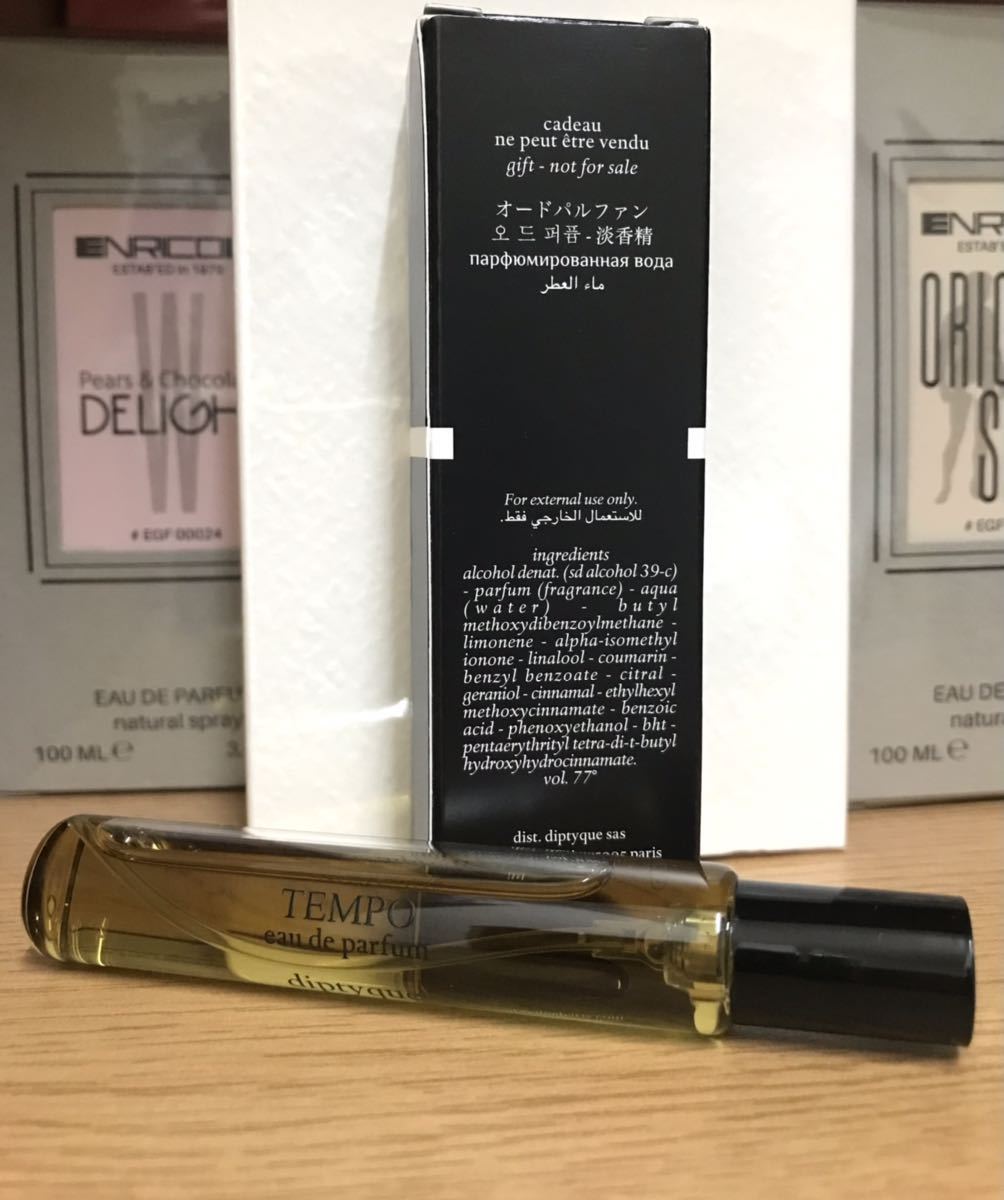 cadeau
ne peut être vendu
gift - not for sale
オードパルファン
오 드 퍼퓸 - 淡香精
парфюмированная вода
ماء العطر
For external use only.
للاستعمال الخارجي فقط.
ingredients
alcohol denat. (sd alcohol 39-c)
- parfum (fragrance) - aqua
(water) - butyl
methoxydibenzoylmethane -
limonene - alpha-isomethyl
ionone - linalool - coumarin -
benzyl benzoate - citral -
geraniol - cinnamal - ethylhexyl
methoxycinnamate - benzoic
acid - phenoxyethanol - bht -
pentaerythrityl tetra-di-t-butyl
hydroxyhydrocinnamate.
vol. 77°
dist. diptyque sas
paris
TEMPO
eau de parfum
diptyque
ESTAB'ED in 1870
W
Pears &
DELIGH
# EGF 00024
EAU DE PARFU
natural spray
100 ML ℮
ORIG
S
# EGF
EAU DE
natur
100 ML ℮